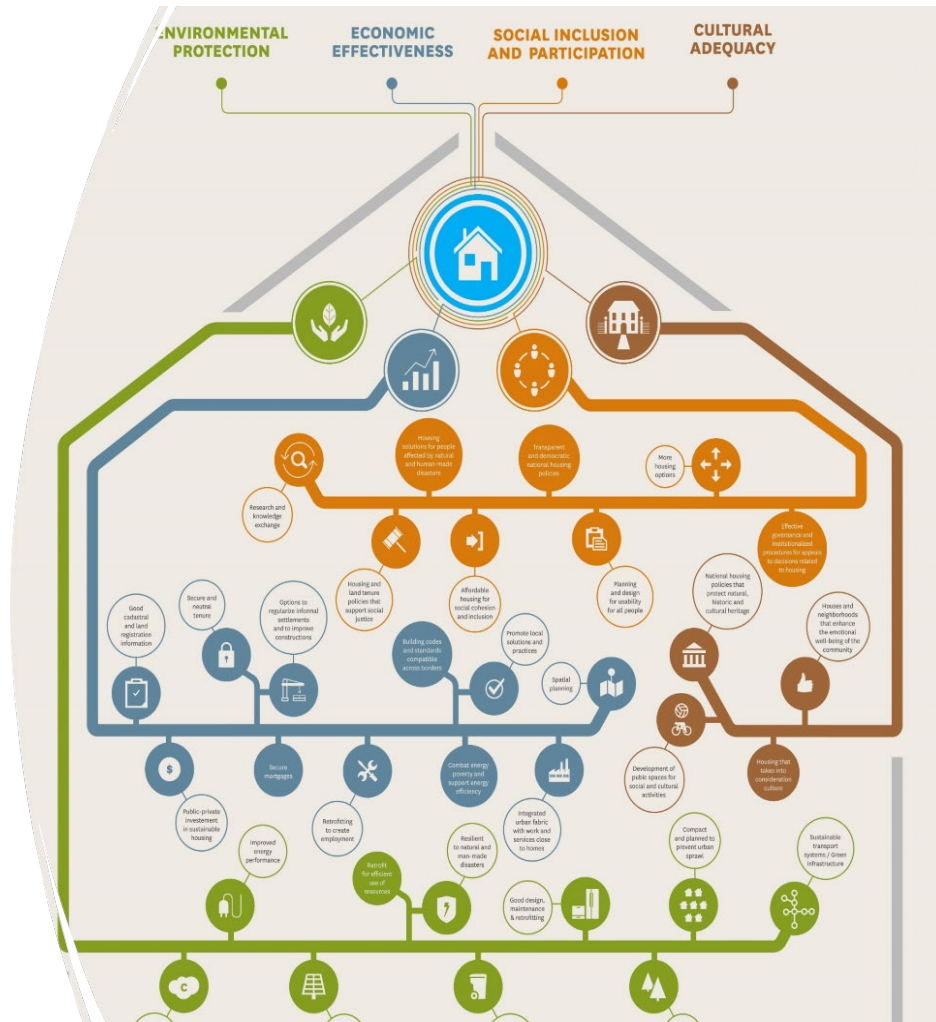 ENVIRONMENTAL
PROTECTION
ECONOMIC
EFFECTIVENESS
SOCIAL INCLUSION
AND PARTICIPATION
CULTURAL
ADEQUACY
Housing
solutions for people
affected by natural
and human-made
disasters
Transparent
and democratic
national housing
policies
More
housing
options
Research and
knowledge
exchange
Housing and
land tenure
policies that
support social
justice
Affordable
housing for
social cohesion
and inclusion
Planning
and design
for usability
for all people
Effective
governance and
institutionalized
procedures for appeals
to decisions related
to housing
National housing
policies that
protect natural,
historic and
cultural heritage
Houses and
neighborhoods
that enhance
the emotional
well-being of the
community
Good
cadastral
and land
registration
information
Secure and
neutral
tenure
Options to
regularize informal
settlements
and to improve
constructions
Building codes
and standards
compatible
across borders
Promote local
solutions and
practices
Spatial
planning
$
Public-private
investement
in sustainable
housing
Secure
mortgages
Retrofitting
to create
employment
Combat energy
poverty and
support energy
efficiency
Integrated
urban fabric
with work and
services close
to homes
Development of
public spaces for
social and cultural
activities
Housing that
takes into
consideration
culture
Improved
energy
performance
Retrofit
for efficient
use of
resources
Resilient
to natural and
man-made
disasters
Good design,
maintenance
& retrofitting
Compact
and planned to
prevent urban
sprawl
Sustainable
transport
systems / Green
infrastructure
C